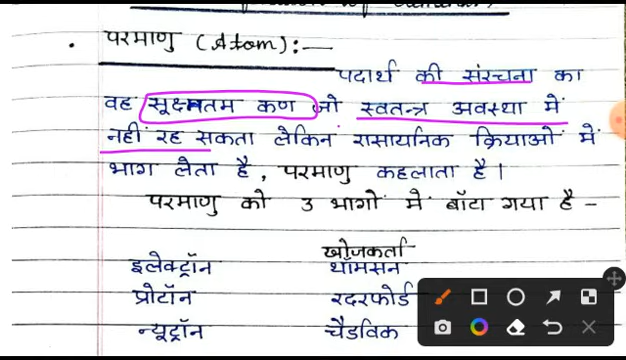 परमाणु (Atom):—
पदार्थ की संरचना का
वह सूक्ष्मतम कण जो स्वतन्त्र अवस्था में
नहीं रह सकता लेकिन रासायनिक क्रियाओं में
भाग लेता है, परमाणु कहलाता है।
परमाणु को 3 भागों में बाँटा गया है –
खोजकर्ता
इलेक्ट्रॉन थॉमसन
प्रोटॉन रदरफोर्ड
न्यूट्रॉन चैडविक